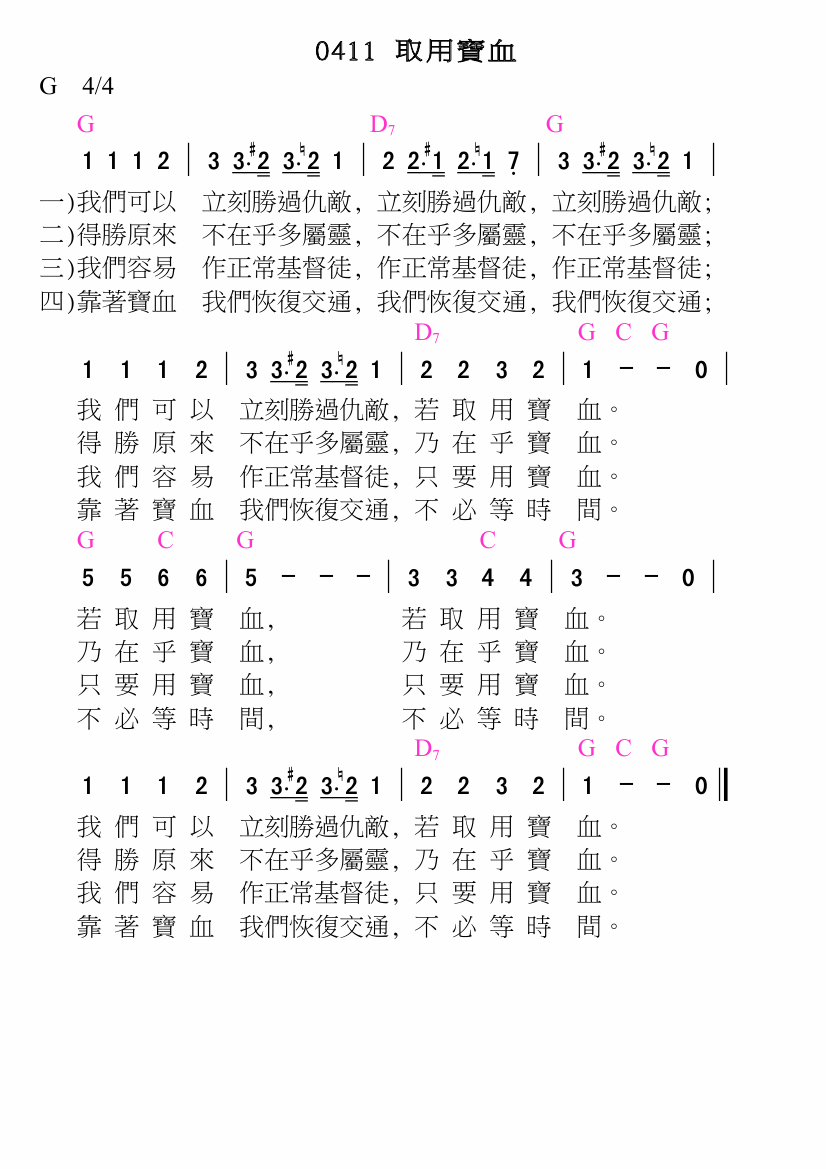 0411 取用寶血
G 4/4
G D7 G
1 1 1 2 | 3 3·♯2 3·♮2 1 | 2 2·♯1 2·♮1 7̣ | 3 3·♯2 3·♮2 1 |
一)我們可以 立刻勝過仇敵, 立刻勝過仇敵, 立刻勝過仇敵;
二)得勝原來 不在乎多屬靈, 不在乎多屬靈, 不在乎多屬靈;
三)我們容易 作正常基督徒, 作正常基督徒, 作正常基督徒;
四)靠著寶血 我們恢復交通, 我們恢復交通, 我們恢復交通;
D7 G C G
1 1 1 2 | 3 3·♯2 3·♮2 1 | 2 2 3 2 | 1 - - 0 |
我們可以 立刻勝過仇敵, 若取用寶 血。
得勝原來 不在乎多屬靈, 乃在乎寶 血。
我們容易 作正常基督徒, 只要用寶 血。
靠著寶血 我們恢復交通, 不必等時 間。
G C G C G
5 5 6 6 | 5 - - - | 3 3 4 4 | 3 - - 0 |
若取用寶 血, 若取用寶 血。
乃在乎寶 血, 乃在乎寶 血。
只要用寶 血, 只要用寶 血。
不必等時 間, 不必等時 間。
D7 G C G
1 1 1 2 | 3 3·♯2 3·♮2 1 | 2 2 3 2 | 1 - - 0 ‖
我們可以 立刻勝過仇敵, 若取用寶 血。
得勝原來 不在乎多屬靈, 乃在乎寶 血。
我們容易 作正常基督徒, 只要用寶 血。
靠著寶血 我們恢復交通, 不必等時 間。